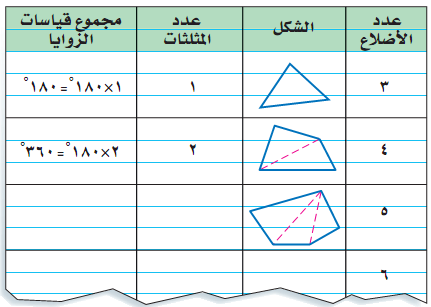 عدد الأضلاع | الشكل | عدد المثلثات | مجموع قياسات الزوايا
٣ | ١ | ١×١٨٠°=١٨٠°
٤ | ٢ | ٢×١٨٠°=٣٦٠°
٥
٦